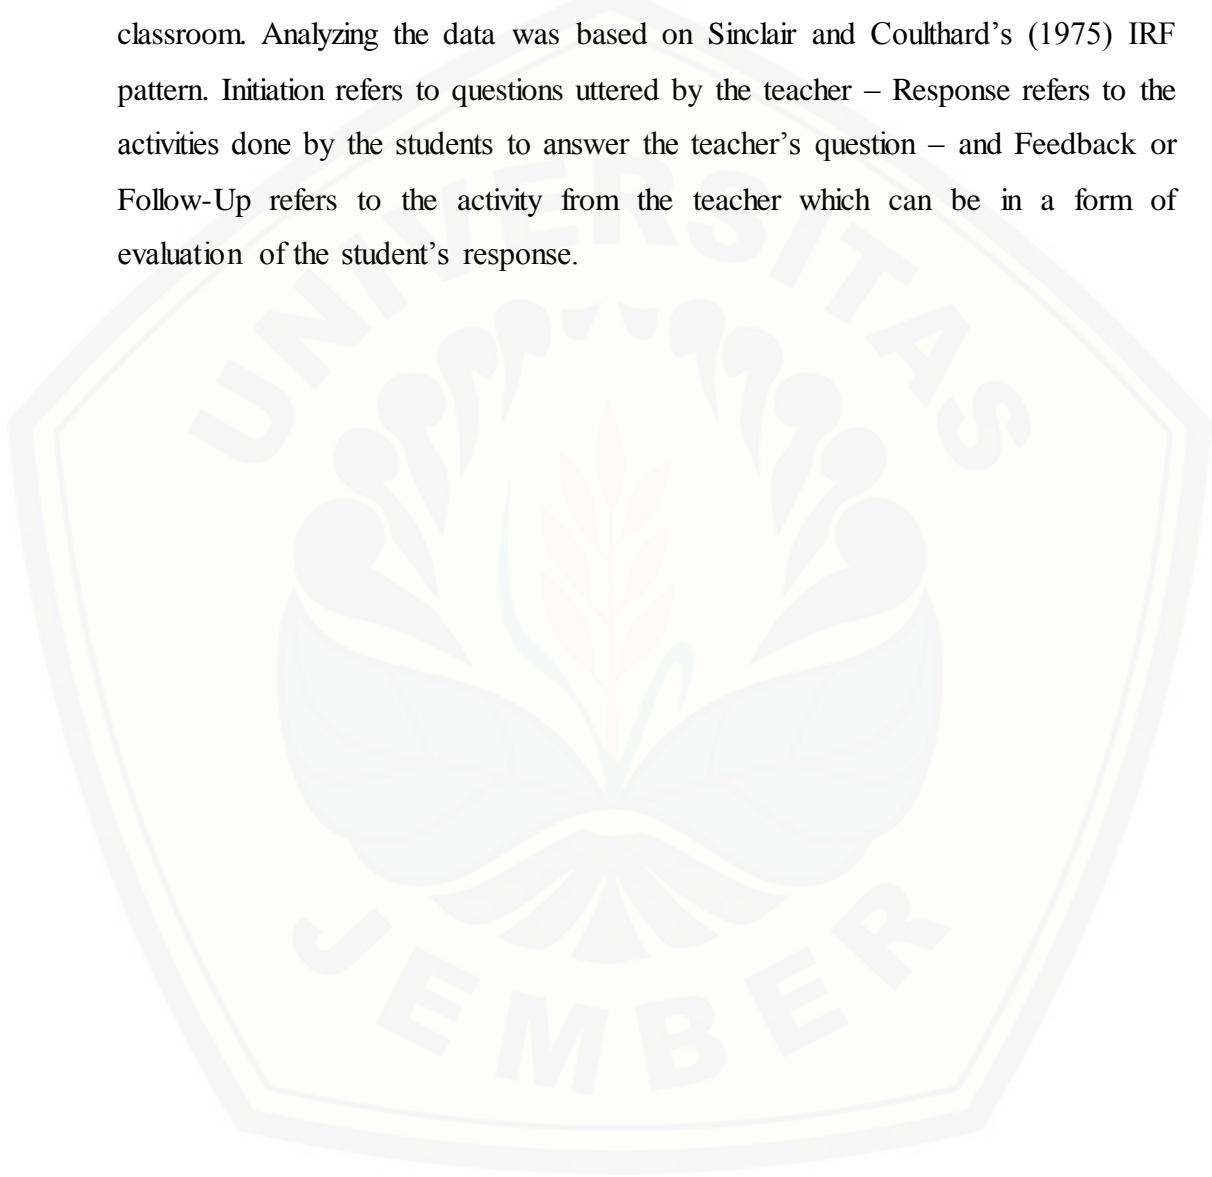 classroom. Analyzing the data was based on Sinclair and Coulthard’s (1975) IRF
pattern. Initiation refers to questions uttered by the teacher – Response refers to the
activities done by the students to answer the teacher’s question – and Feedback or
Follow-Up refers to the activity from the teacher which can be in a form of
evaluation of the student’s response.
UNIVERSITAS
JEMBER